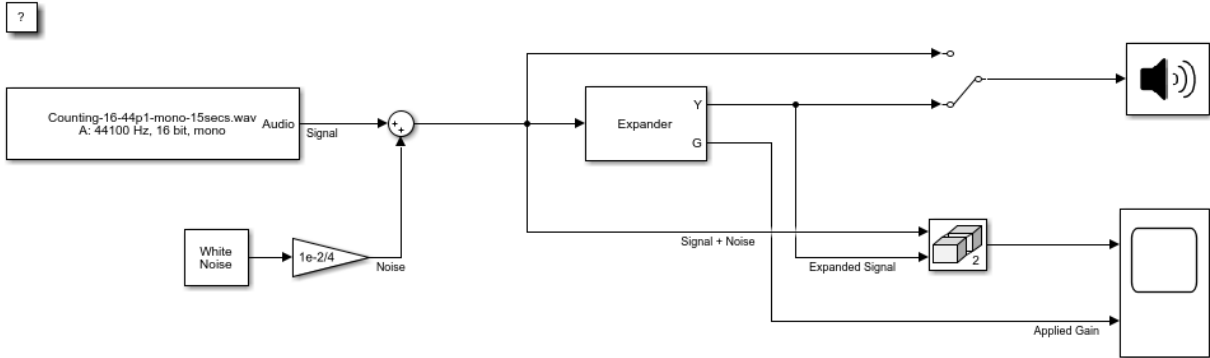 ?
Counting-16-44p1-mono-15secs.wav
A: 44100 Hz, 16 bit, mono
Audio
Signal
+
+
White
Noise
1e-2/4
Noise
Expander
Y
G
Signal + Noise
Expanded Signal
2
Applied Gain